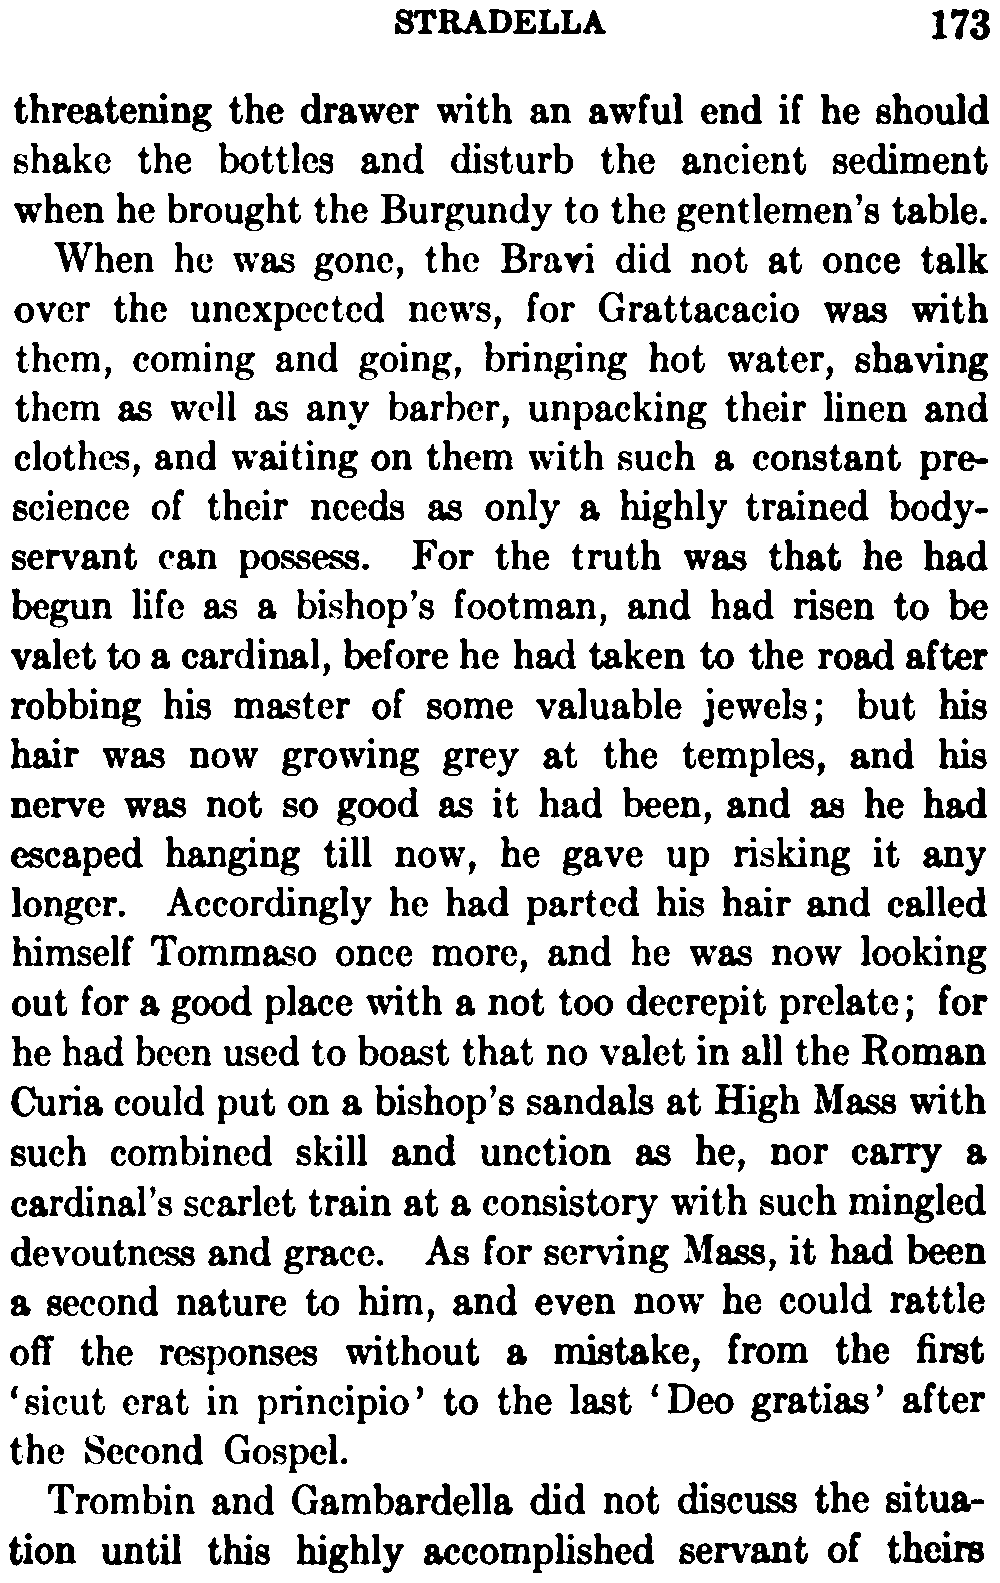 STRADELLA 173
threatening the drawer with an awful end if he should
shake the bottles and disturb the ancient sediment
when he brought the Burgundy to the gentlemen's table.
When he was gone, the Bravi did not at once talk
over the unexpected news, for Grattacacio was with
them, coming and going, bringing hot water, shaving
them as well as any barber, unpacking their linen and
clothes, and waiting on them with such a constant pre-
science of their needs as only a highly trained body-
servant can possess. For the truth was that he had
begun life as a bishop's footman, and had risen to be
valet to a cardinal, before he had taken to the road after
robbing his master of some valuable jewels; but his
hair was now growing grey at the temples, and his
nerve was not so good as it had been, and as he had
escaped hanging till now, he gave up risking it any
longer. Accordingly he had parted his hair and called
himself Tommaso once more, and he was now looking
out for a good place with a not too decrepit prelate; for
he had been used to boast that no valet in all the Roman
Curia could put on a bishop's sandals at High Mass with
such combined skill and unction as he, nor carry a
cardinal's scarlet train at a consistory with such mingled
devoutness and grace. As for serving Mass, it had been
a second nature to him, and even now he could rattle
off the responses without a mistake, from the first
'sicut erat in principio' to the last 'Deo gratias' after
the Second Gospel.
Trombin and Gambardella did not discuss the situa-
tion until this highly accomplished servant of theirs